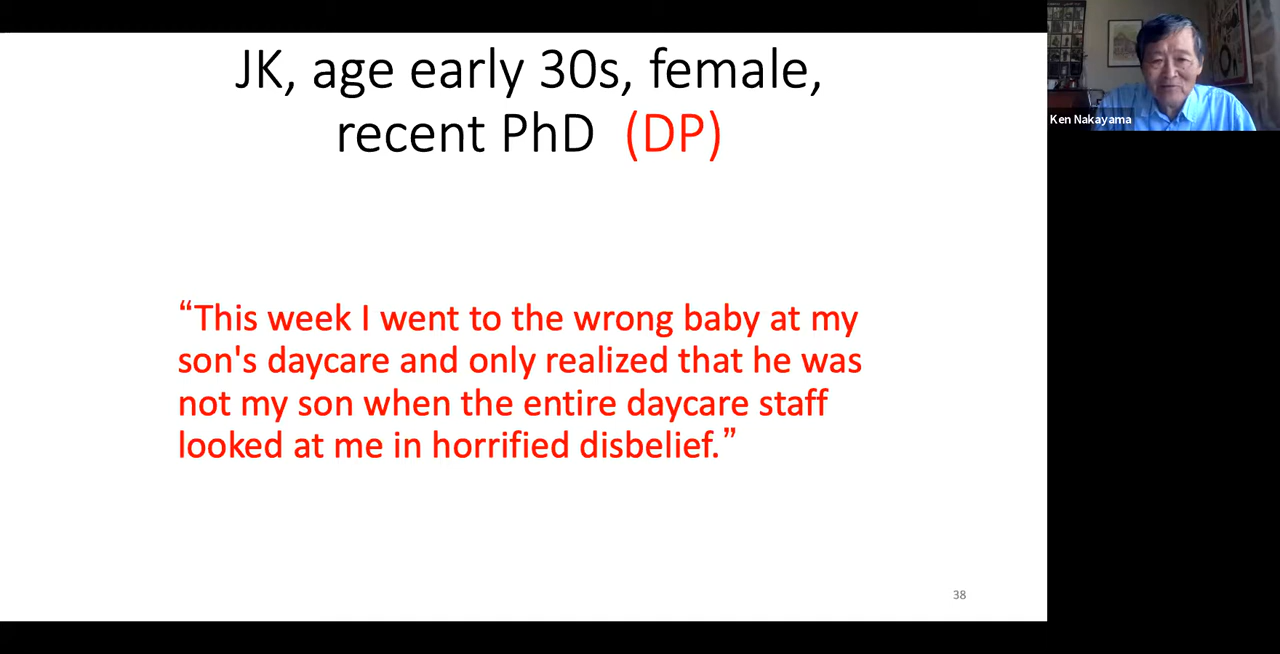 JK, age early 30s, female,
recent PhD (DP)
“This week I went to the wrong baby at my
son's daycare and only realized that he was
not my son when the entire daycare staff
looked at me in horrified disbelief.”
38
Ken Nakayama